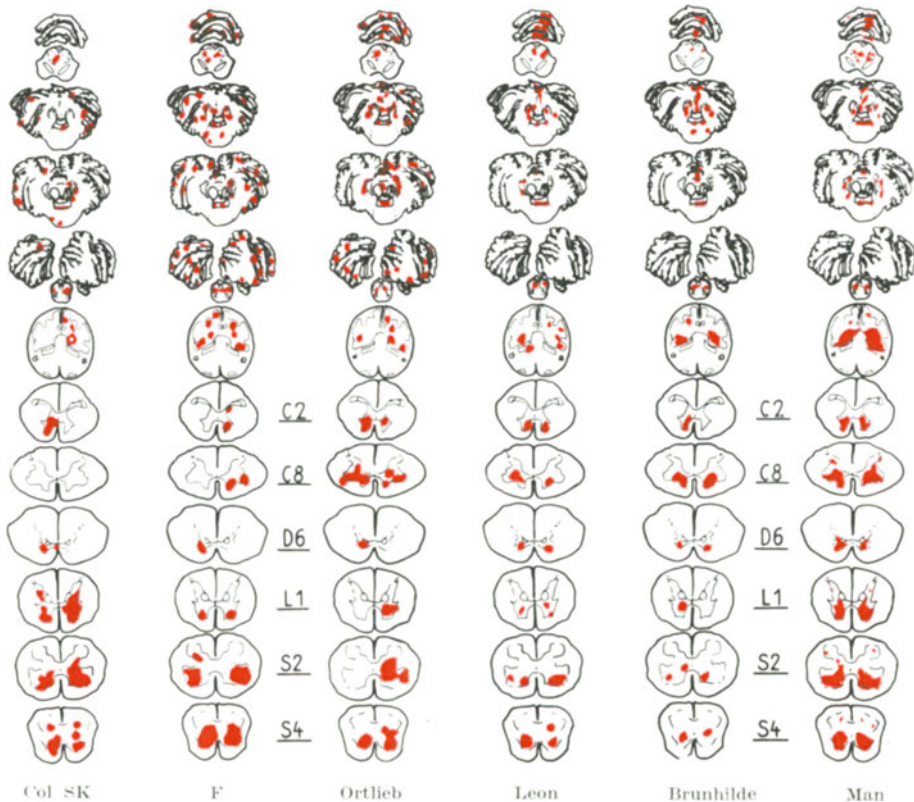 C2 C2
C8 C8
D6 D6
L1 L1
S2 S2
S4 S4
Col SK F Ortlieb Leon Brunhilde Man